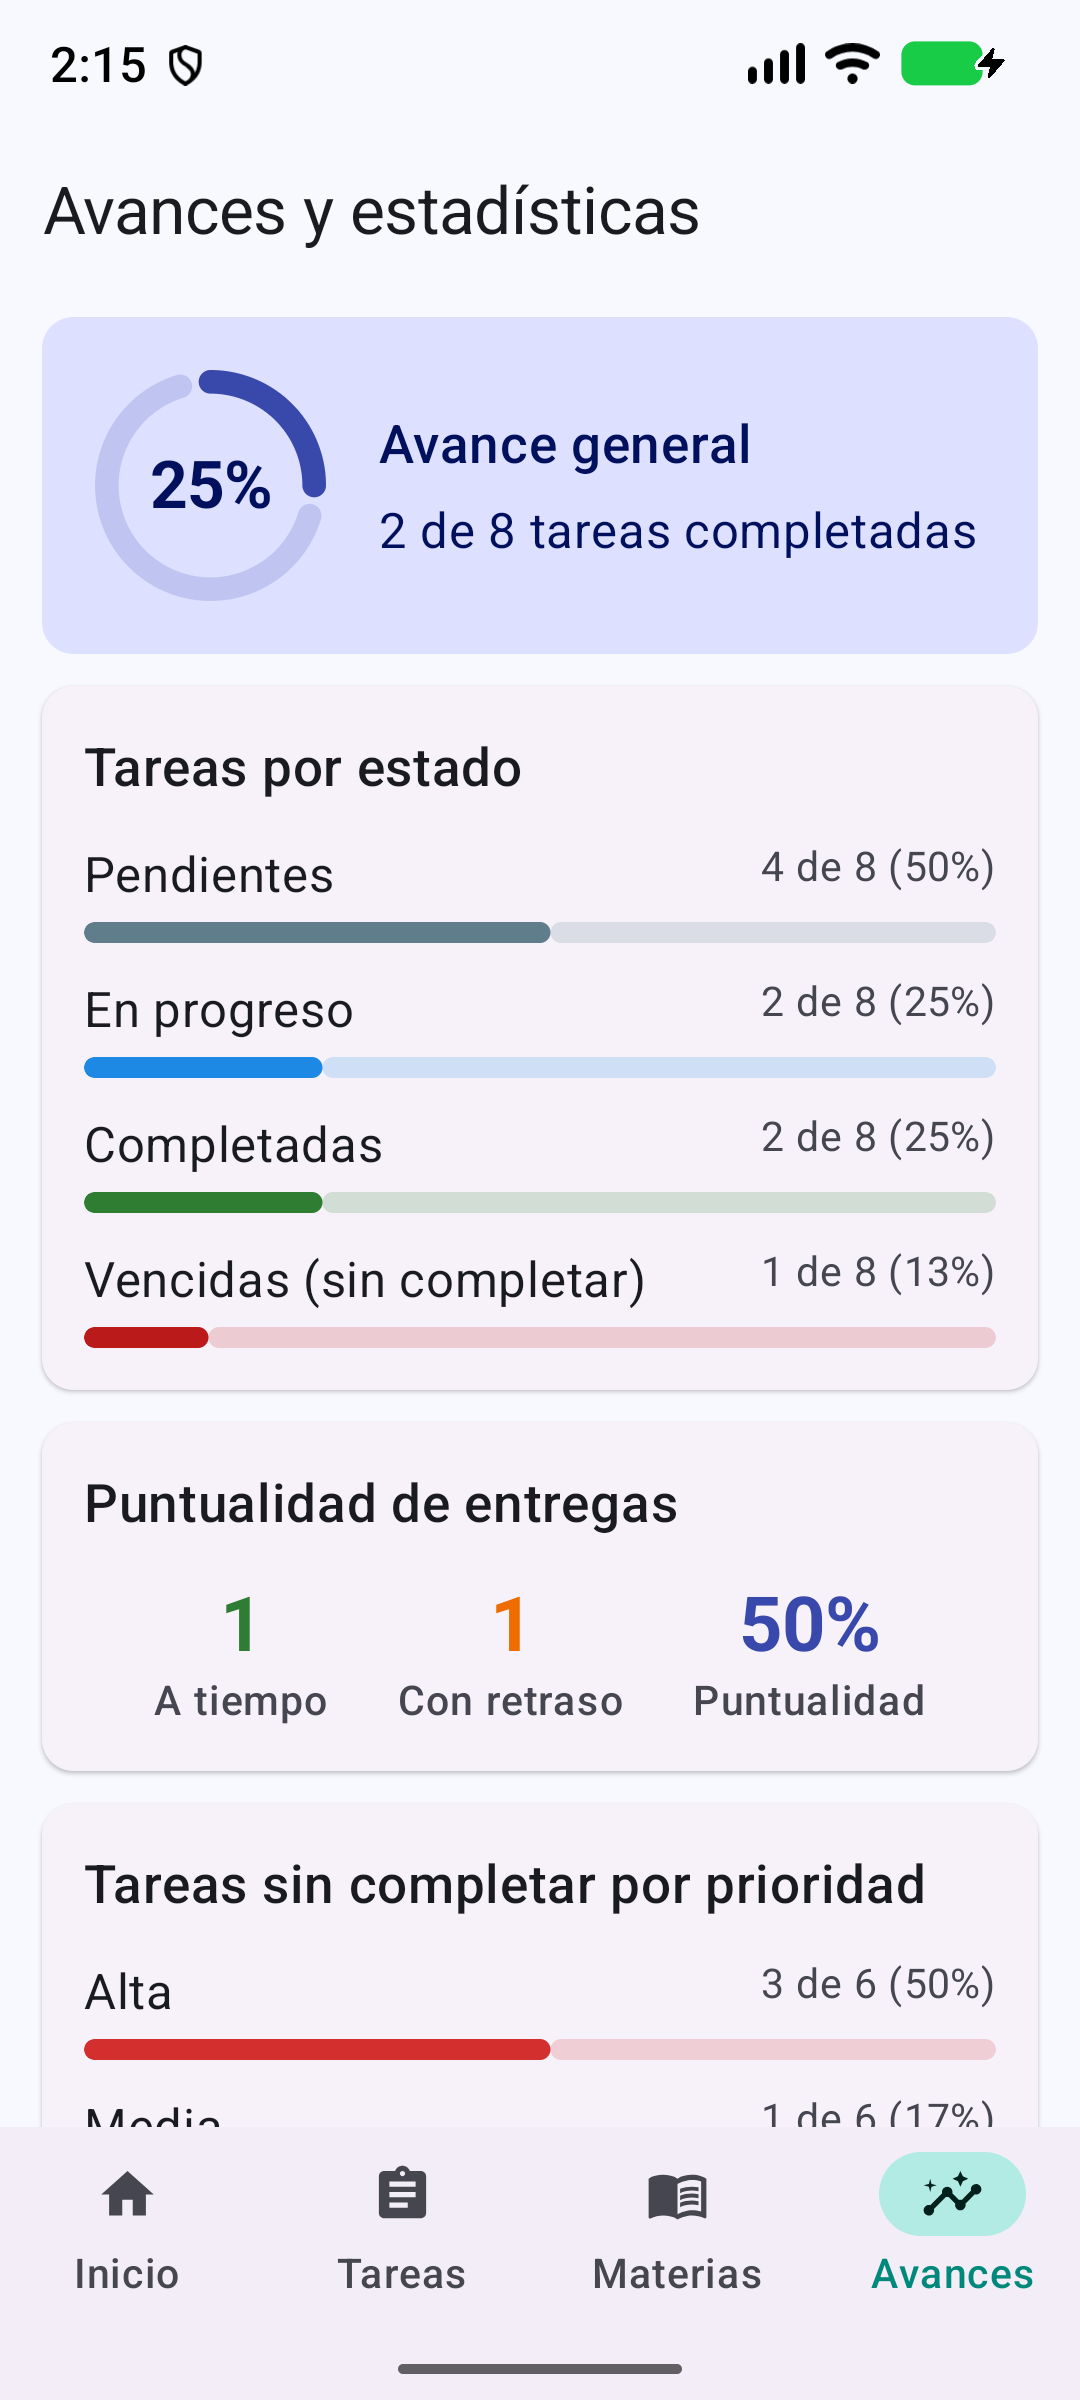 2:15
Avances y estadísticas
25%
Avance general
2 de 8 tareas completadas
Tareas por estado
Pendientes 4 de 8 (50%)
En progreso 2 de 8 (25%)
Completadas 2 de 8 (25%)
Vencidas (sin completar) 1 de 8 (13%)
Puntualidad de entregas
1 1 50%
A tiempo Con retraso Puntualidad
Tareas sin completar por prioridad
Alta 3 de 6 (50%)
Media 1 de 6 (17%)
Inicio Tareas Materias Avances